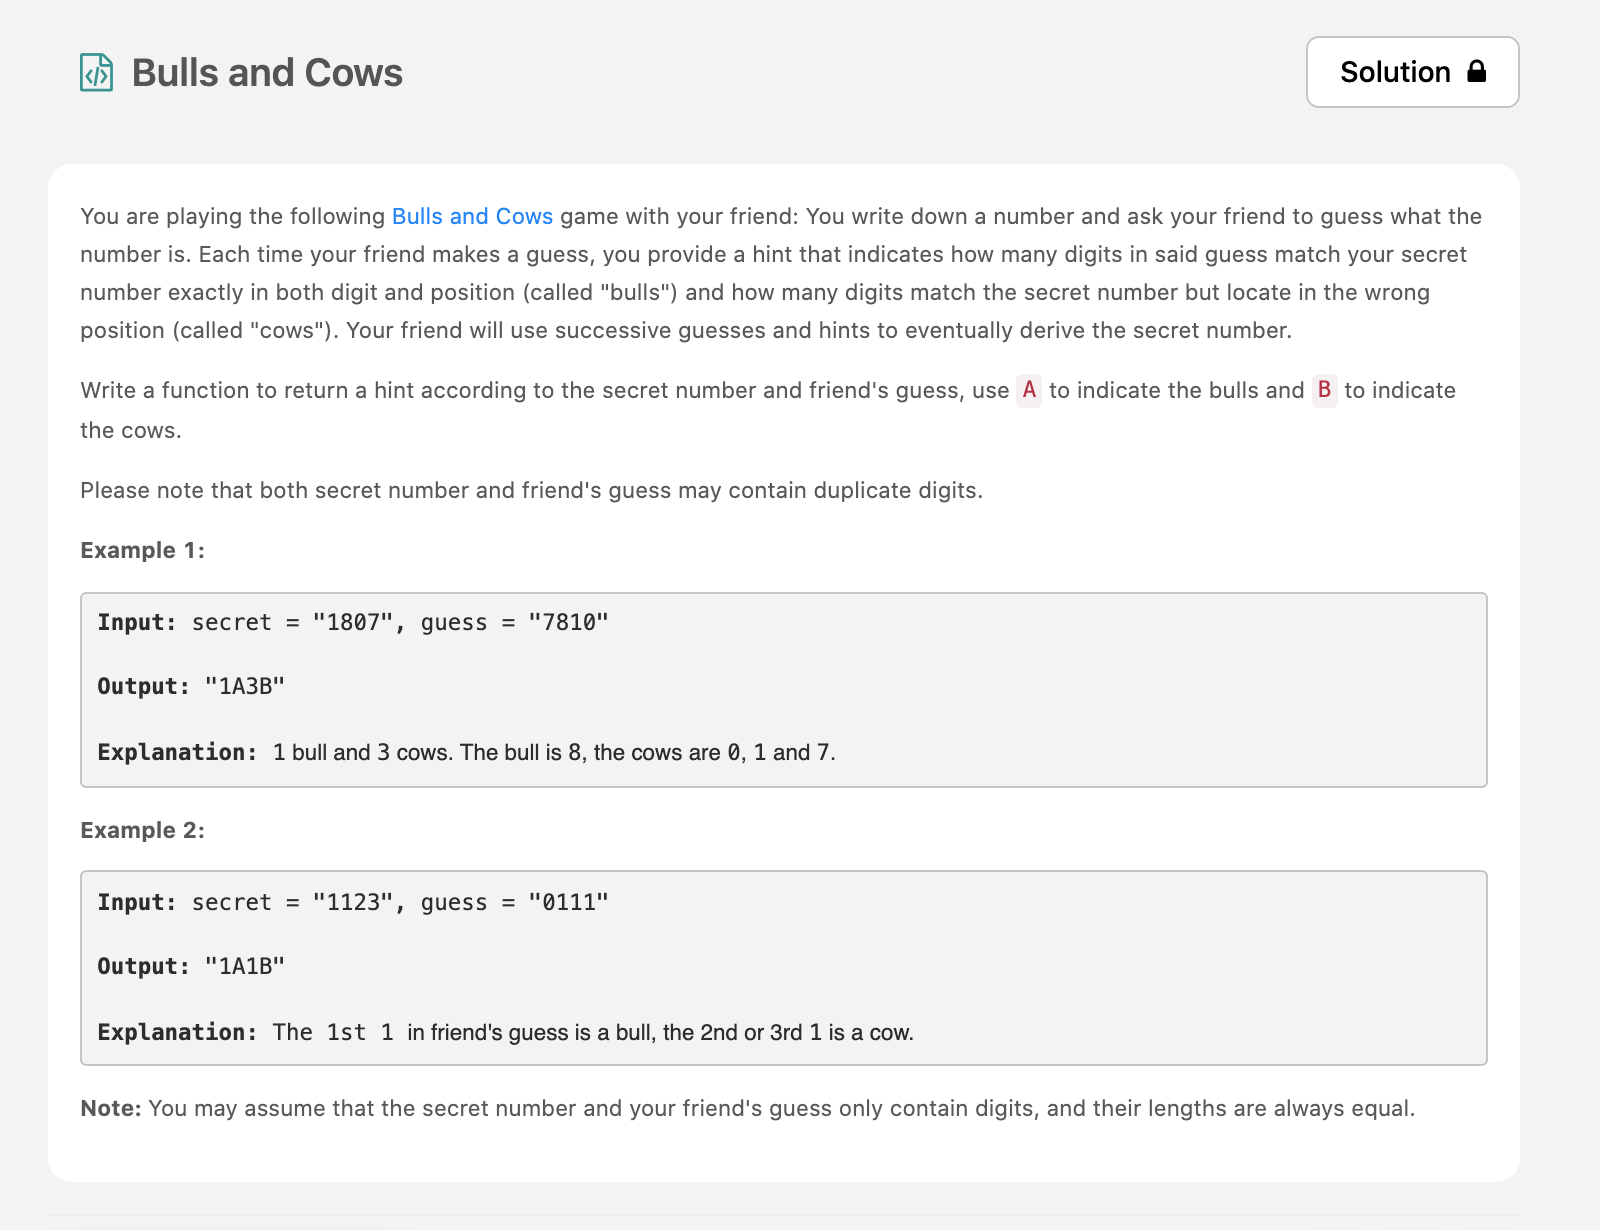 Bulls and Cows
Solution
You are playing the following Bulls and Cows game with your friend: You write down a number and ask your friend to guess what the
number is. Each time your friend makes a guess, you provide a hint that indicates how many digits in said guess match your secret
number exactly in both digit and position (called "bulls") and how many digits match the secret number but locate in the wrong
position (called "cows"). Your friend will use successive guesses and hints to eventually derive the secret number.
Write a function to return a hint according to the secret number and friend's guess, use A to indicate the bulls and B to indicate
the cows.
Please note that both secret number and friend's guess may contain duplicate digits.
Example 1:
Input: secret = "1807", guess = "7810"
Output: "1A3B"
Explanation: 1 bull and 3 cows. The bull is 8, the cows are 0, 1 and 7.
Example 2:
Input: secret = "1123", guess = "0111"
Output: "1A1B"
Explanation: The 1st 1 in friend's guess is a bull, the 2nd or 3rd 1 is a cow.
Note: You may assume that the secret number and your friend's guess only contain digits, and their lengths are always equal.